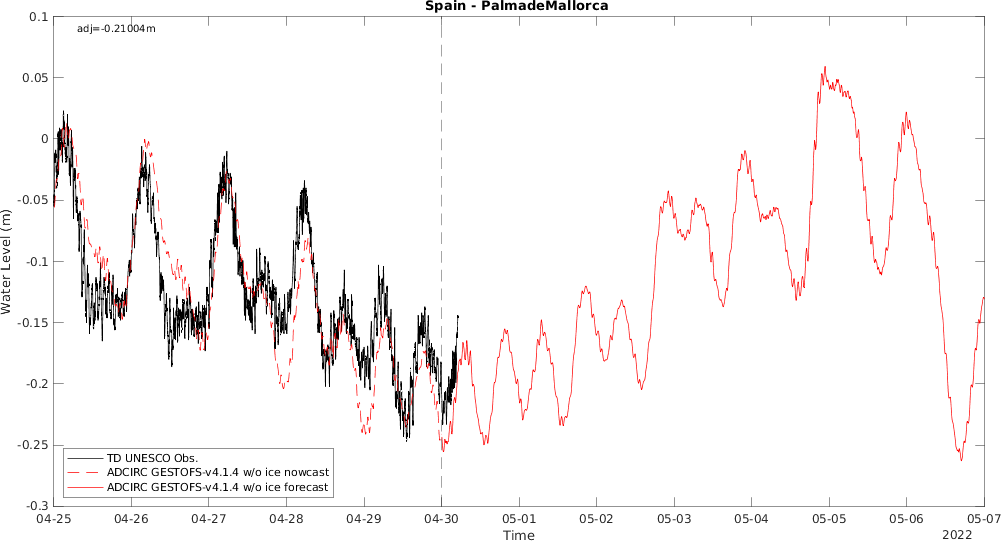 Spain - PalmadeMallorca
adj=-0.21004m
0.1
0.05
0
-0.05
-0.1
-0.15
-0.2
-0.25
-0.3
Water Level (m)
TD UNESCO Obs.
ADCIRC GESTOFS-v4.1.4 w/o ice nowcast
ADCIRC GESTOFS-v4.1.4 w/o ice forecast
04-25 04-26 04-27 04-28 04-29 04-30 05-01 05-02 05-03 05-04 05-05 05-06 05-07
Time
2022